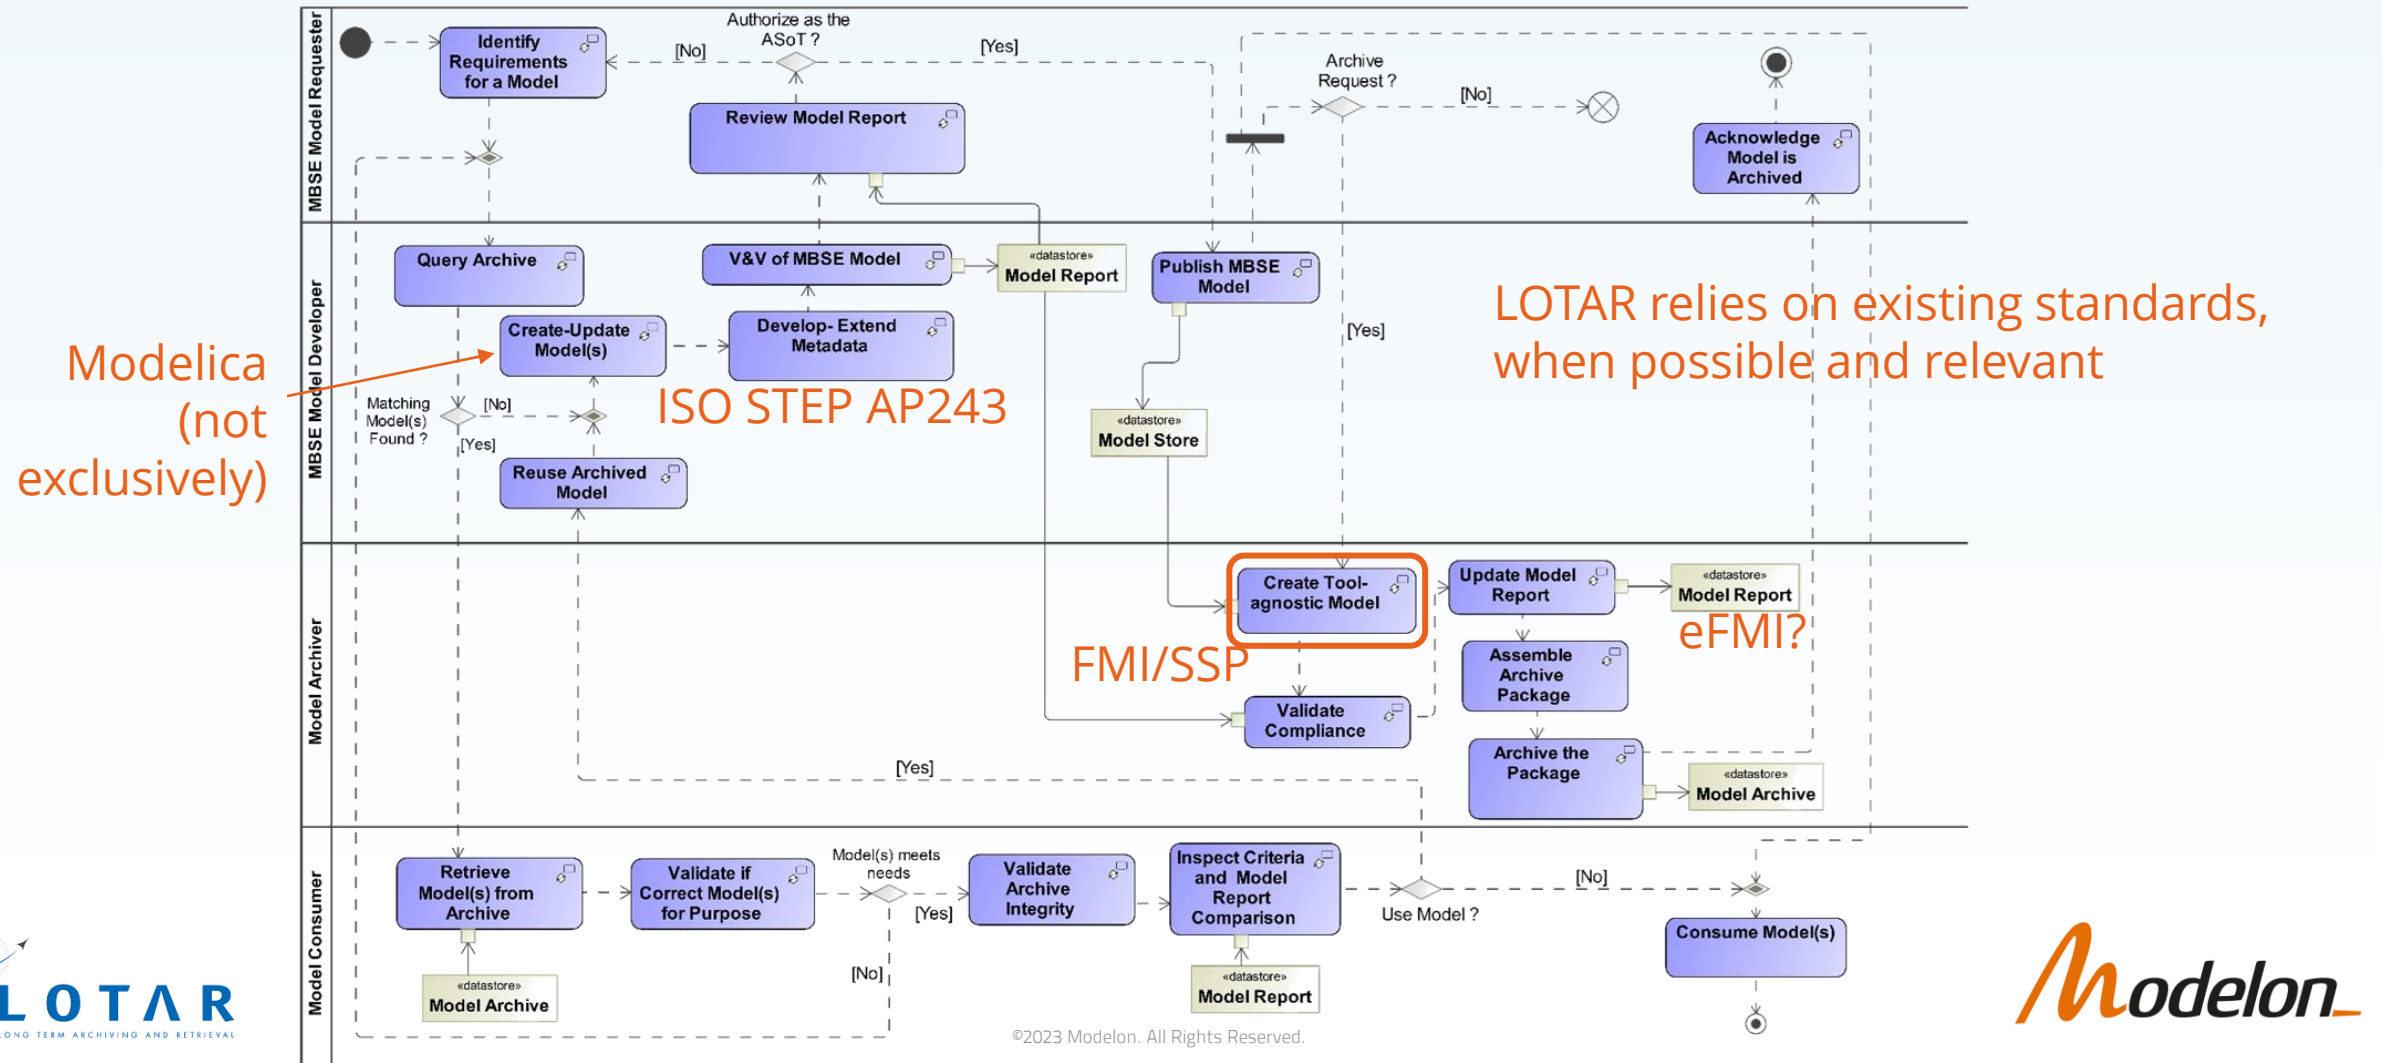 MBSE Model Requester
Identify
Requirements
for a Model
[No]
Authorize as the
ASoT ?
[Yes]
Review Model Report
Archive
Request ?
[No]
Acknowledge
Model is
Archived
MBSE Model Developer
Query Archive
Create-Update
Model(s)
V&V of MBSE Model
Develop- Extend
Metadata
«datastore»
Model Report
Publish MBSE
Model
[Yes]
LOTAR relies on existing standards,
when possible and relevant
Modelica
(not
exclusively)
ISO STEP AP243
Matching
Model(s)
Found ?
[No]
[Yes]
Reuse Archived
Model
«datastore»
Model Store
Model Archiver
Create Tool-
agnostic Model
Update Model
Report
«datastore»
Model Report
eFMI?
FMI/SSP
Assemble
Archive
Package
Validate
Compliance
Archive the
Package
«datastore»
Model Archive
[Yes]
Model Consumer
Retrieve
Model(s) from
Archive
Validate if
Correct Model(s)
for Purpose
Model(s) meets
needs
[Yes]
[No]
Validate
Archive
Integrity
Inspect Criteria
and Model
Report
Comparison
Use Model ?
[No]
Consume Model(s)
«datastore»
Model Archive
«datastore»
Model Report
LOTAR
LONG TERM ARCHIVING AND RETRIEVAL
©2023 Modelon. All Rights Reserved.
Modelon